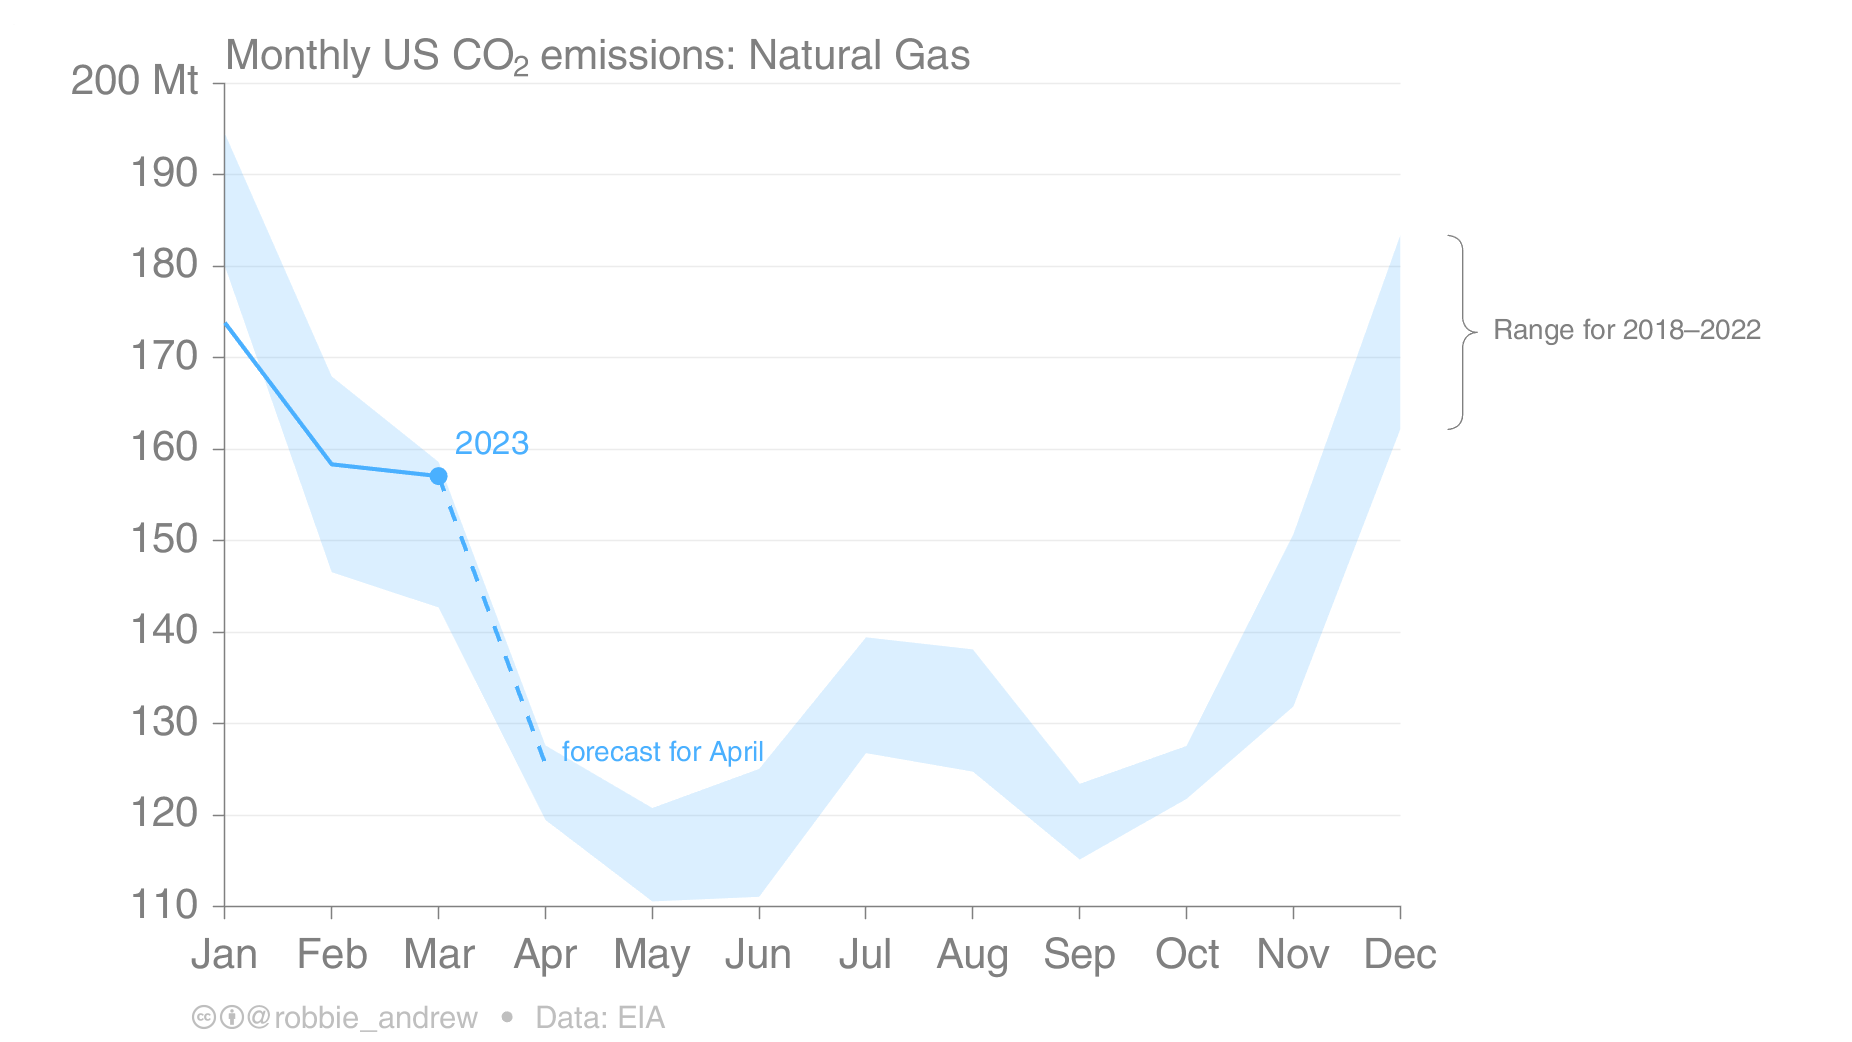 Monthly US CO₂ emissions: Natural Gas
200 Mt
190
180
170
160
150
140
130
120
110
2023
forecast for April
Range for 2018–2022
Jan Feb Mar Apr May Jun Jul Aug Sep Oct Nov Dec
@robbie_andrew • Data: EIA